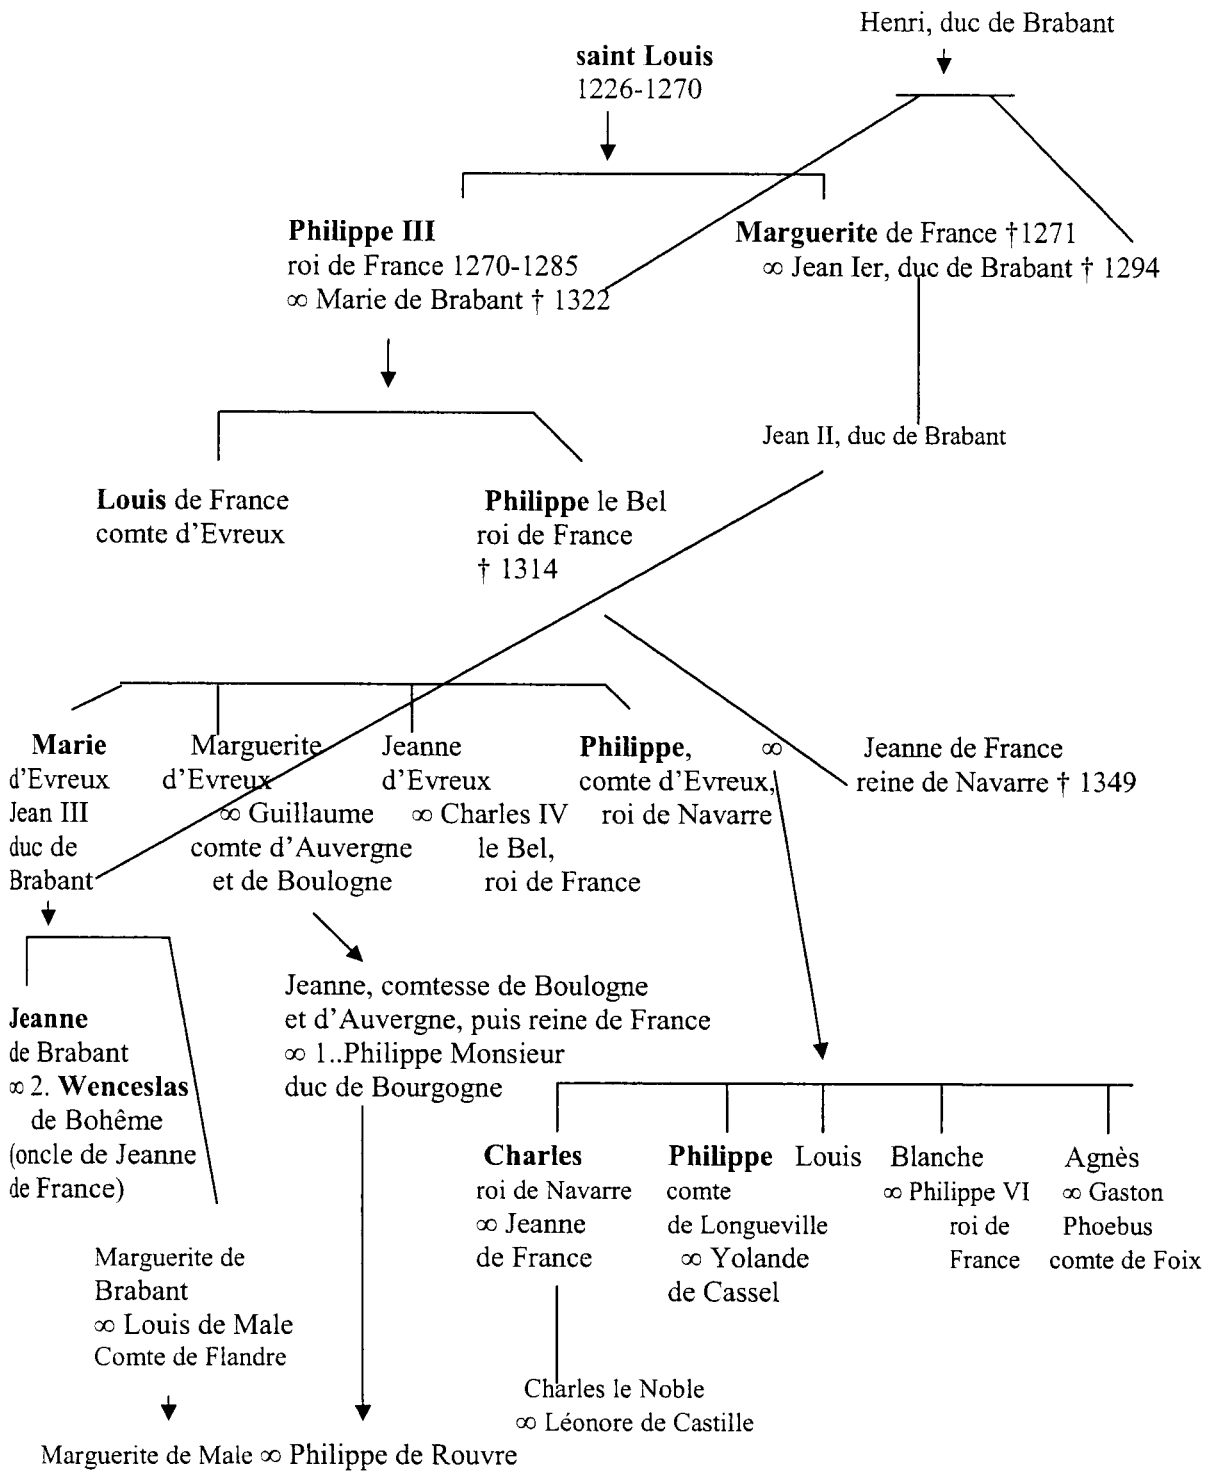 Henri, duc de Brabant
saint Louis
1226-1270
Philippe III
roi de France 1270-1285
∞ Marie de Brabant † 1322
Marguerite de France †1271
∞ Jean Ier, duc de Brabant † 1294
Jean II, duc de Brabant
Louis de France
comte d'Evreux
Philippe le Bel
roi de France
† 1314
Marie
d'Evreux
Jean III
duc de
Brabant
Marguerite
d'Evreux
∞ Guillaume
comte d'Auvergne
et de Boulogne
Jeanne
d'Evreux
∞ Charles IV
le Bel,
roi de France
Philippe,
comte d'Evreux,
roi de Navarre
∞
Jeanne de France
reine de Navarre † 1349
Jeanne
de Brabant
∞ 2. Wenceslas
de Bohême
(oncle de Jeanne
de France)
Jeanne, comtesse de Boulogne
et d'Auvergne, puis reine de France
∞ 1..Philippe Monsieur
duc de Bourgogne
Charles
roi de Navarre
∞ Jeanne
de France
Philippe
comte
de Longueville
∞ Yolande
de Cassel
Louis
Blanche
∞ Philippe VI
roi de
France
Agnès
∞ Gaston
Phoebus
comte de Foix
Marguerite de
Brabant
∞ Louis de Male
Comte de Flandre
Charles le Noble
∞ Léonore de Castille
Marguerite de Male ∞ Philippe de Rouvre